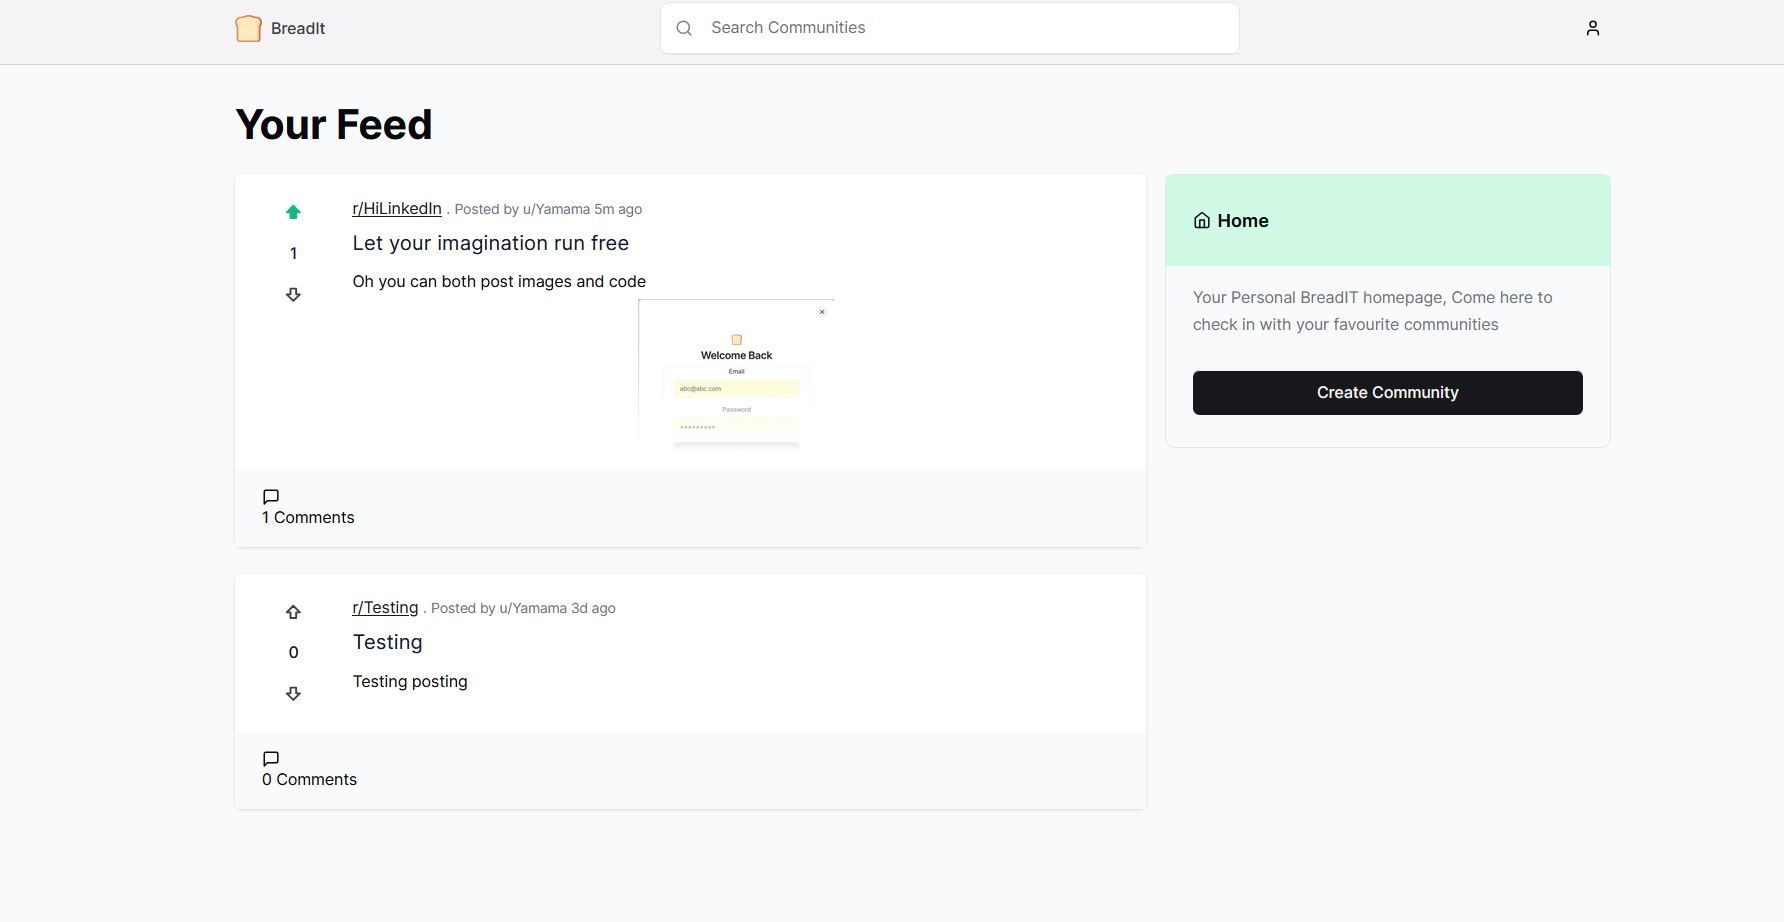 BreadIt
Search Communities
Your Feed
r/HiLinkedIn . Posted by u/Yamama 5m ago
1
Let your imagination run free
Oh you can both post images and code
Welcome Back
Email
abc@abc.com
Password
1 Comments
r/Testing . Posted by u/Yamama 3d ago
0
Testing
Testing posting
0 Comments
Home
Your Personal BreadIT homepage, Come here to
check in with your favourite communities
Create Community